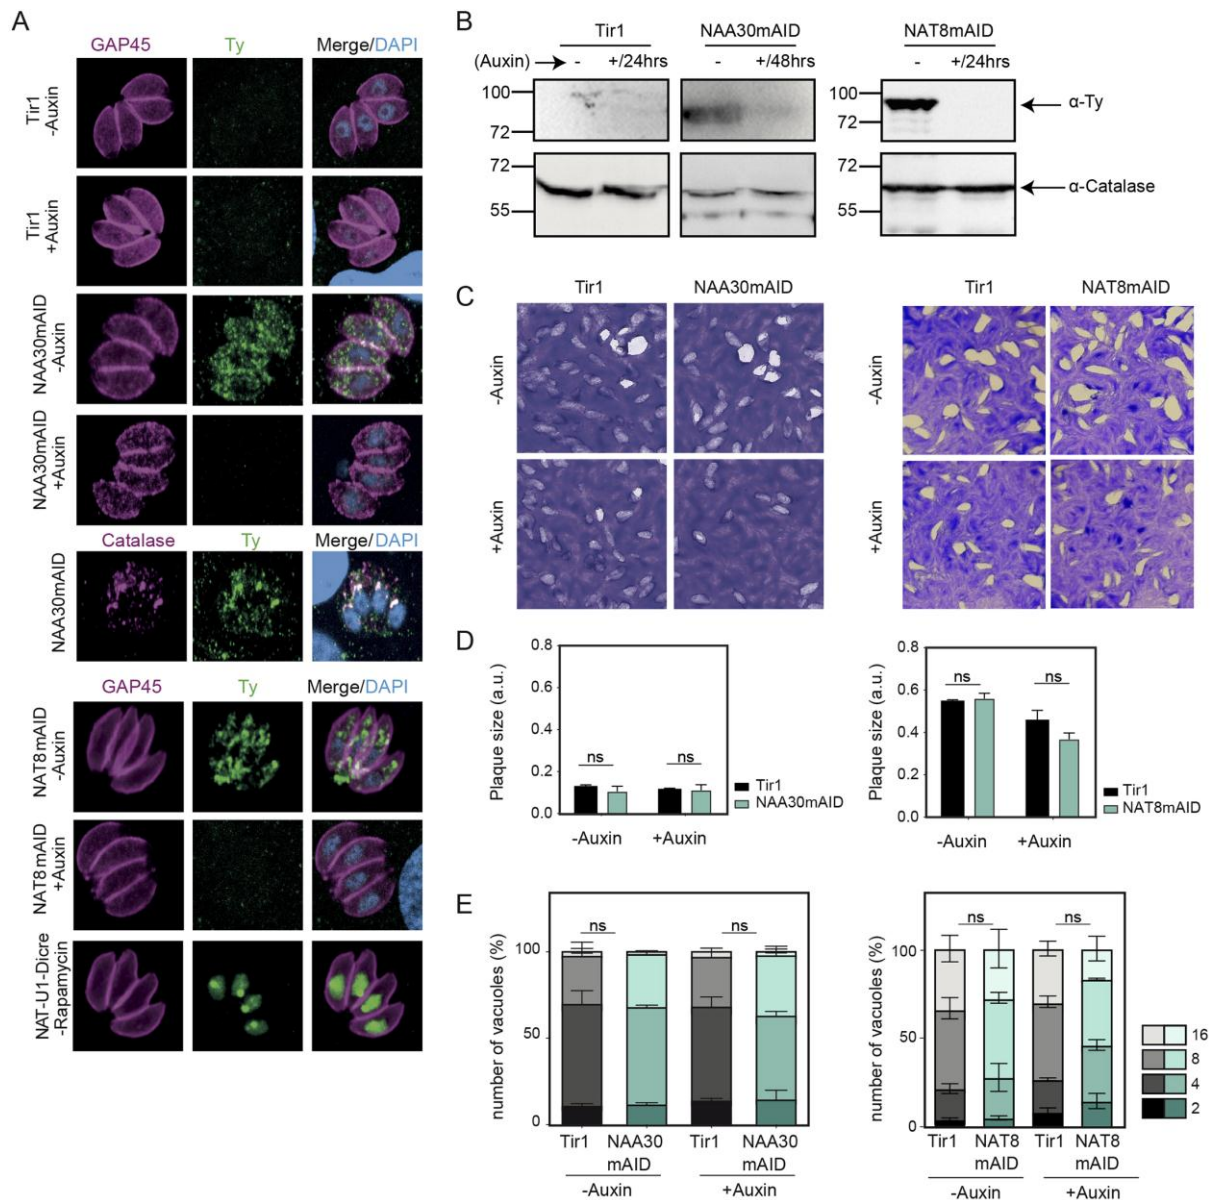 A
GAP45 Ty Merge/DAPI
Tir1
-Auxin
Tir1
+Auxin
NAA30mAID
-Auxin
NAA30mAID
+Auxin
Catalase Ty Merge/DAPI
NAA30mAID
GAP45 Ty Merge/DAPI
NAT8mAID
-Auxin
NAT8mAID
+Auxin
NAT-U1-Dicre
-Rapamycin
B
Tir1 NAA30mAID NAT8mAID
(Auxin) - +/24hrs - +/48hrs - +/24hrs
100 100
72 72
α-Ty
72 72
55 55
α-Catalase
C
Tir1 NAA30mAID Tir1 NAT8mAID
-Auxin -Auxin
+Auxin +Auxin
D
Plaque size (a.u.)
0.8
0.6
0.4
0.2
0.0
ns ns
-Auxin +Auxin
Tir1
NAA30mAID
Plaque size (a.u.)
0.8
0.6
0.4
0.2
0.0
ns ns
-Auxin +Auxin
Tir1
NAT8mAID
E
number of vacuoles (%)
100
50
0
ns ns
Tir1 NAA30 Tir1 NAA30
mAID mAID
-Auxin +Auxin
number of vacuoles (%)
100
50
0
ns ns
Tir1 NAT8 Tir1 NAT8
mAID mAID
-Auxin +Auxin
16
8
4
2